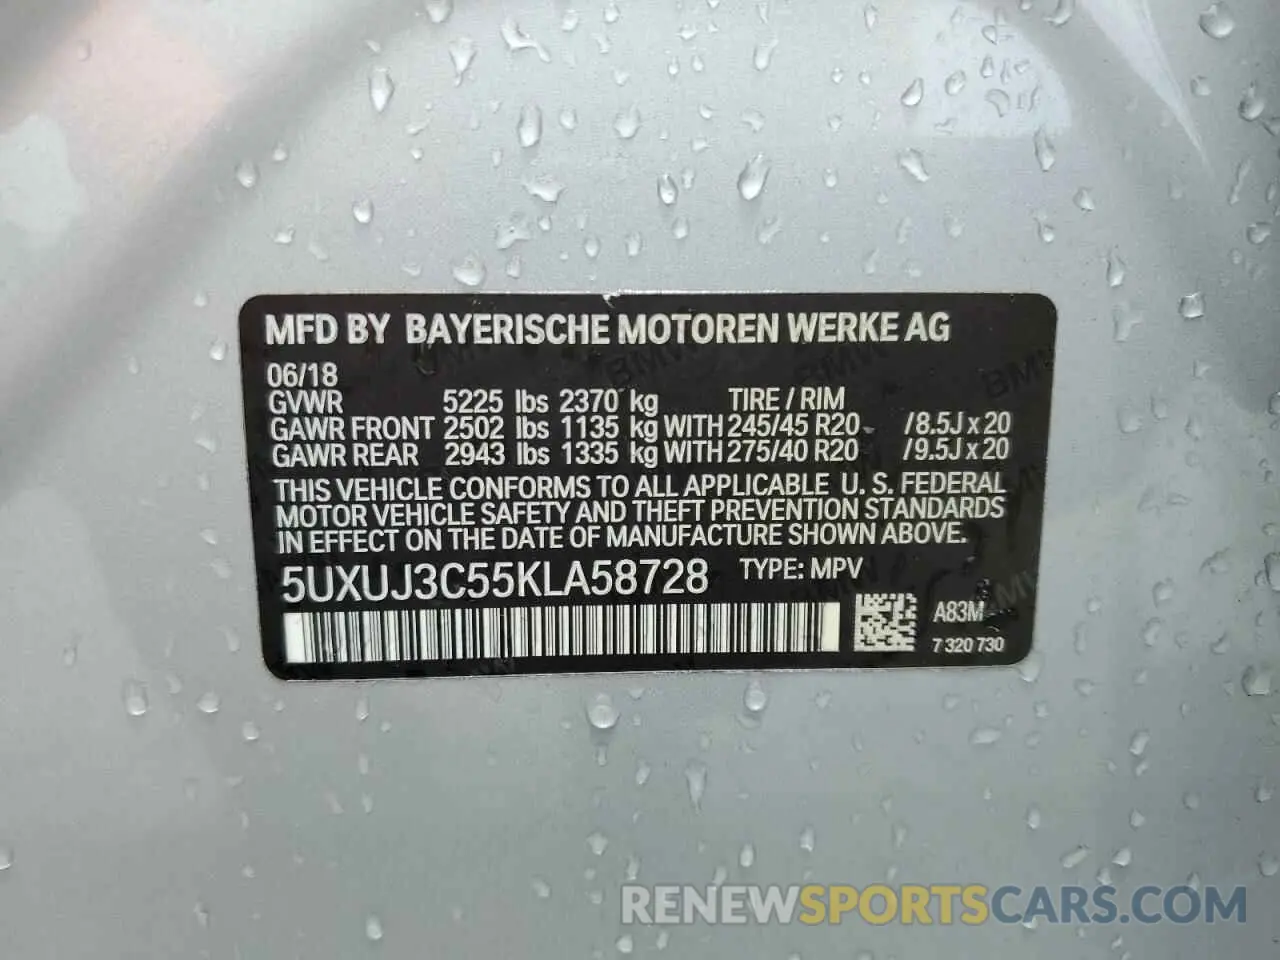 MFD BY BAYERISCHE MOTOREN WERKE AG
06/18
GVWR 5225 lbs 2370 kg TIRE / RIM
GAWR FRONT 2502 lbs 1135 kg WITH 245/45 R20 /8.5J x 20
GAWR REAR 2943 lbs 1335 kg WITH 275/40 R20 /9.5J x 20
THIS VEHICLE CONFORMS TO ALL APPLICABLE U. S. FEDERAL
MOTOR VEHICLE SAFETY AND THEFT PREVENTION STANDARDS
IN EFFECT ON THE DATE OF MANUFACTURE SHOWN ABOVE.
5UXUJ3C55KLA58728 TYPE: MPV
A83M
7 320 730
RENEWSPORTSCARS.COM